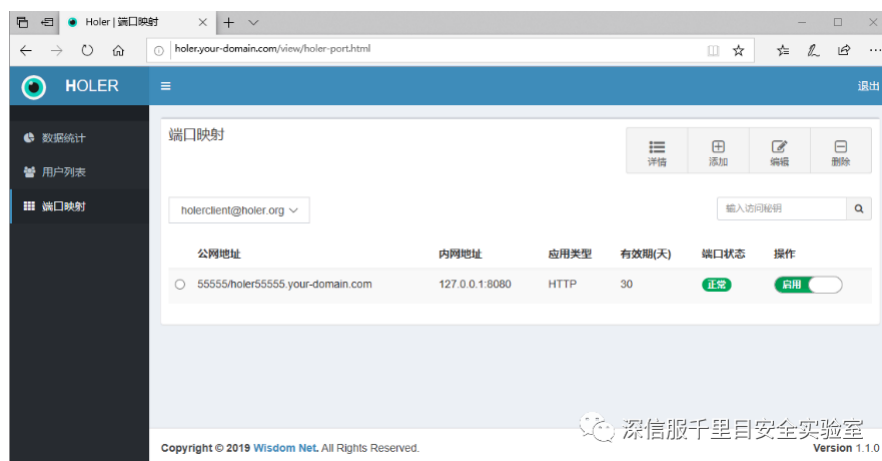 Holer | 端口映射
holer.your-domain.com/view/holer-port.html
HOLER
退出
数据统计
用户列表
端口映射
端口映射
详情 添加 编辑 删除
holerclient@holer.org
输入访问秘钥
公网地址 内网地址 应用类型 有效期(天) 端口状态 操作
55555/holer55555.your-domain.com 127.0.0.1:8080 HTTP 30 正常 启用
深信服千里目安全实验室
Copyright © 2019 Wisdom Net. All Rights Reserved. Version 1.1.0